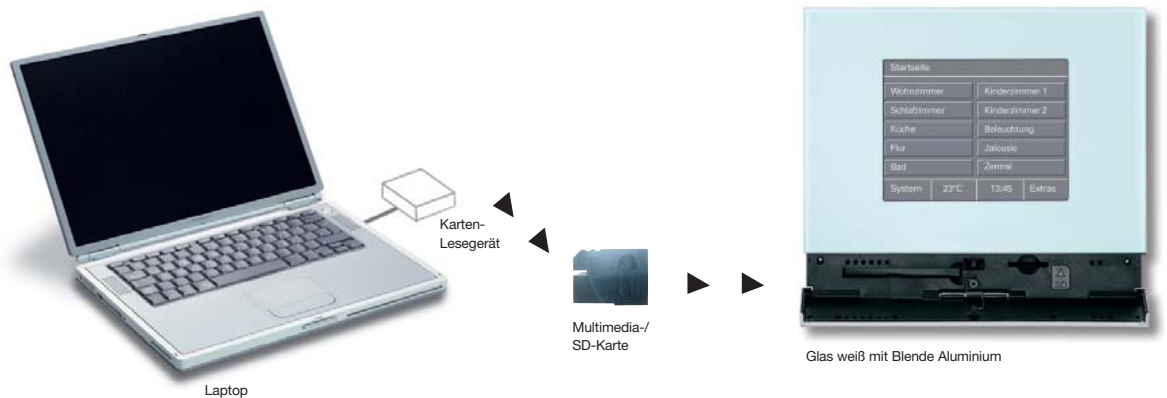 Startseite
Wohnzimmer
Kinderzimmer 1
Schlafzimmer
Kinderzimmer 2
Küche
Beleuchtung
Flur
Jalousie
Bad
Zentral
System
23°C
13:45
Extras
Karten-
Lesegerät
Multimedia-/
SD-Karte
Glas weiß mit Blende Aluminium
Laptop